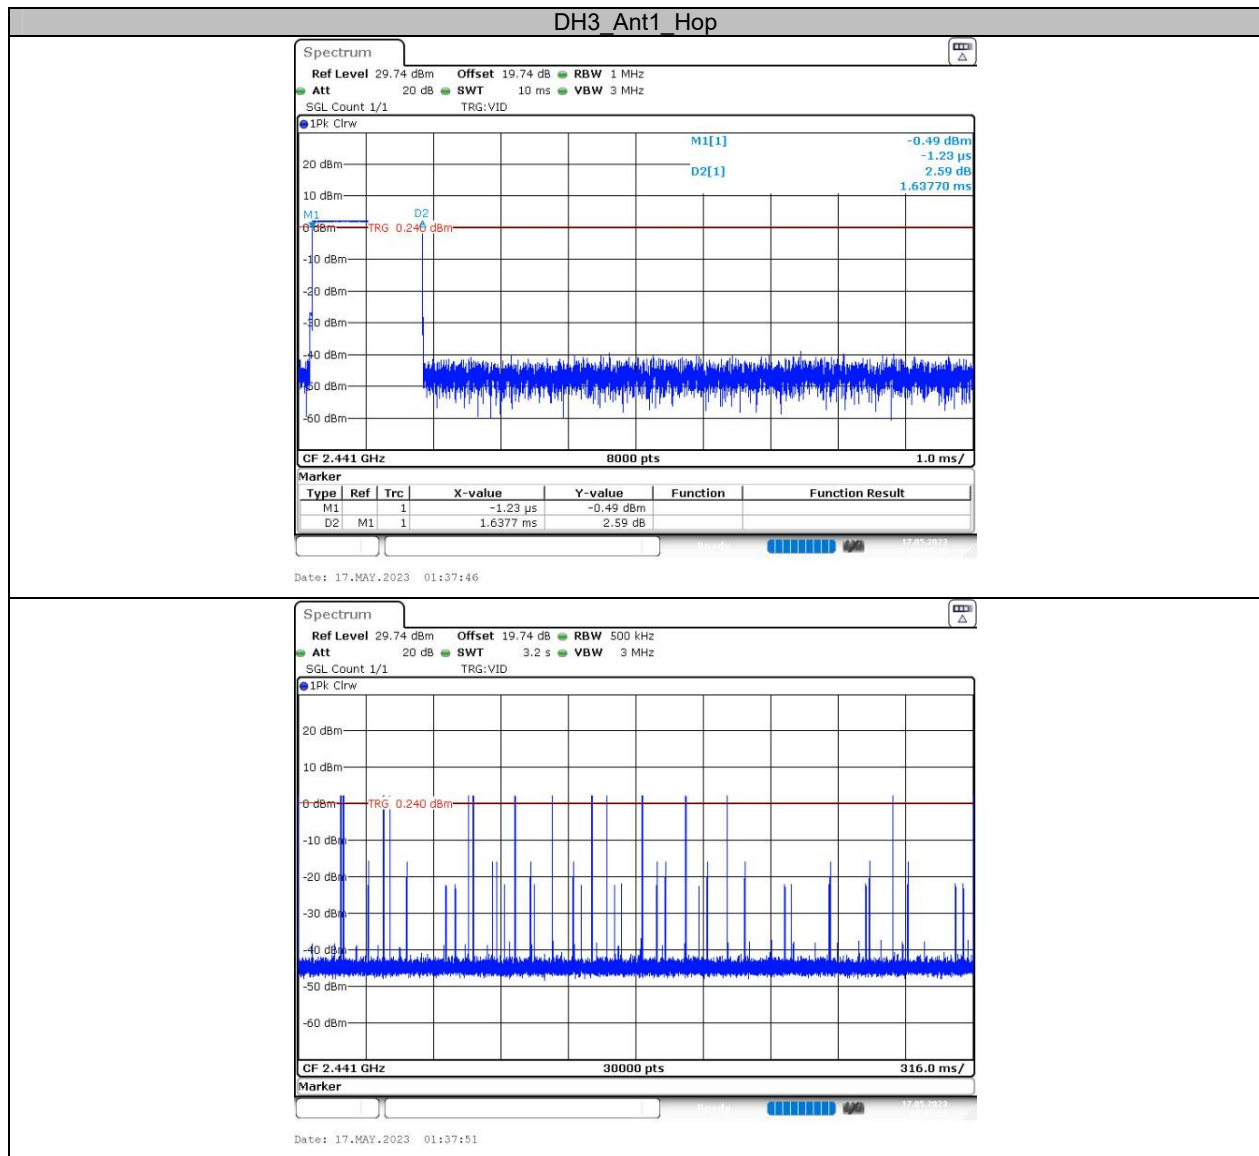 DH3_Ant1_Hop
Spectrum
Ref Level 29.74 dBm Offset 19.74 dB RBW 1 MHz
Att 20 dB SWT 10 ms VBW 3 MHz
SGL Count 1/1 TRG:VID
1Pk Clrw
M1[1] -0.49 dBm
-1.23 µs
D2[1] 2.59 dB
1.63770 ms
20 dBm
10 dBm
M1 D2
0 dBm TRG 0.240 dBm
-10 dBm
-20 dBm
-30 dBm
-40 dBm
-50 dBm
-60 dBm
CF 2.441 GHz 8000 pts 1.0 ms/
Marker
Type Ref Trc X-value Y-value Function Function Result
M1 1 -1.23 µs -0.49 dBm
D2 M1 1 1.6377 ms 2.59 dB
17.05.2023
Date: 17.MAY.2023 01:37:46
Spectrum
Ref Level 29.74 dBm Offset 19.74 dB RBW 500 kHz
Att 20 dB SWT 3.2 s VBW 3 MHz
SGL Count 1/1 TRG:VID
1Pk Clrw
20 dBm
10 dBm
0 dBm TRG 0.240 dBm
-10 dBm
-20 dBm
-30 dBm
-40 dBm
-50 dBm
-60 dBm
CF 2.441 GHz 30000 pts 316.0 ms/
Marker
17.05.2023
Date: 17.MAY.2023 01:37:51